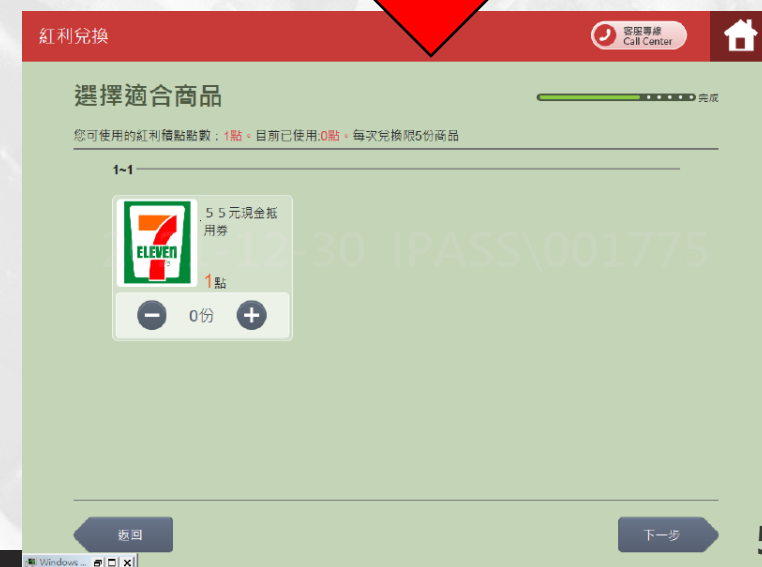 紅利兌換
客服專線
Call Center
選擇適合商品
完成
您可使用的紅利積點點數：1點。目前已使用:0點。每次兌換限5份商品
1~1
.５５元現金抵
用券
ELEVEn
1點
0份
返回
下一步
5
Windows ...